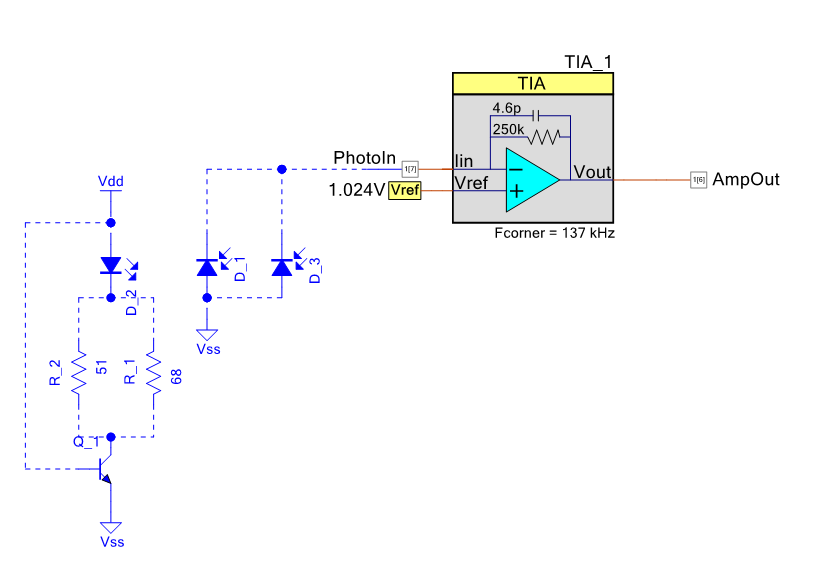 TIA_1
TIA
4.6p
250k
PhotoIn
1[7]
Iin
1.024V
Vref
Vref
Vout
1[6]
AmpOut
Fcorner = 137 kHz
Vdd
D_2
D_1
D_3
Vss
R_2
51
R_1
68
Q_1
Vss